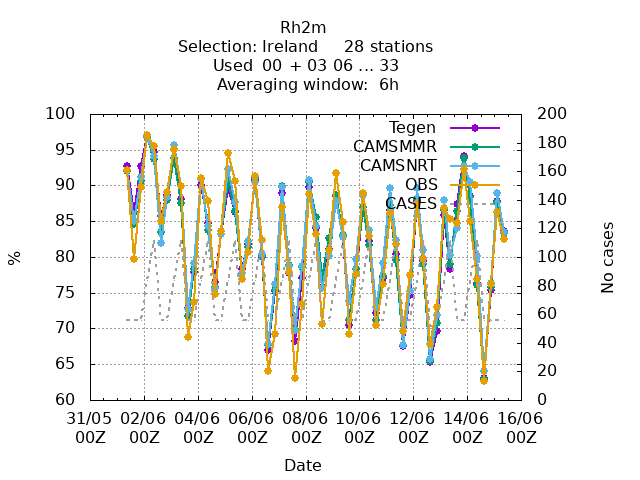 Rh2m
Selection: Ireland     28 stations
Used  00 + 03 06 ... 33
Averaging window:  6h
100
95
90
85
80
75
70
65
60
%
200
180
160
140
120
100
80
60
40
20
0
No cases
Tegen
CAMSMMR
CAMSNRT
OBS
CASES
31/05 02/06 04/06 06/06 08/06 10/06 12/06 14/06 16/06
00Z 00Z 00Z 00Z 00Z 00Z 00Z 00Z 00Z
Date